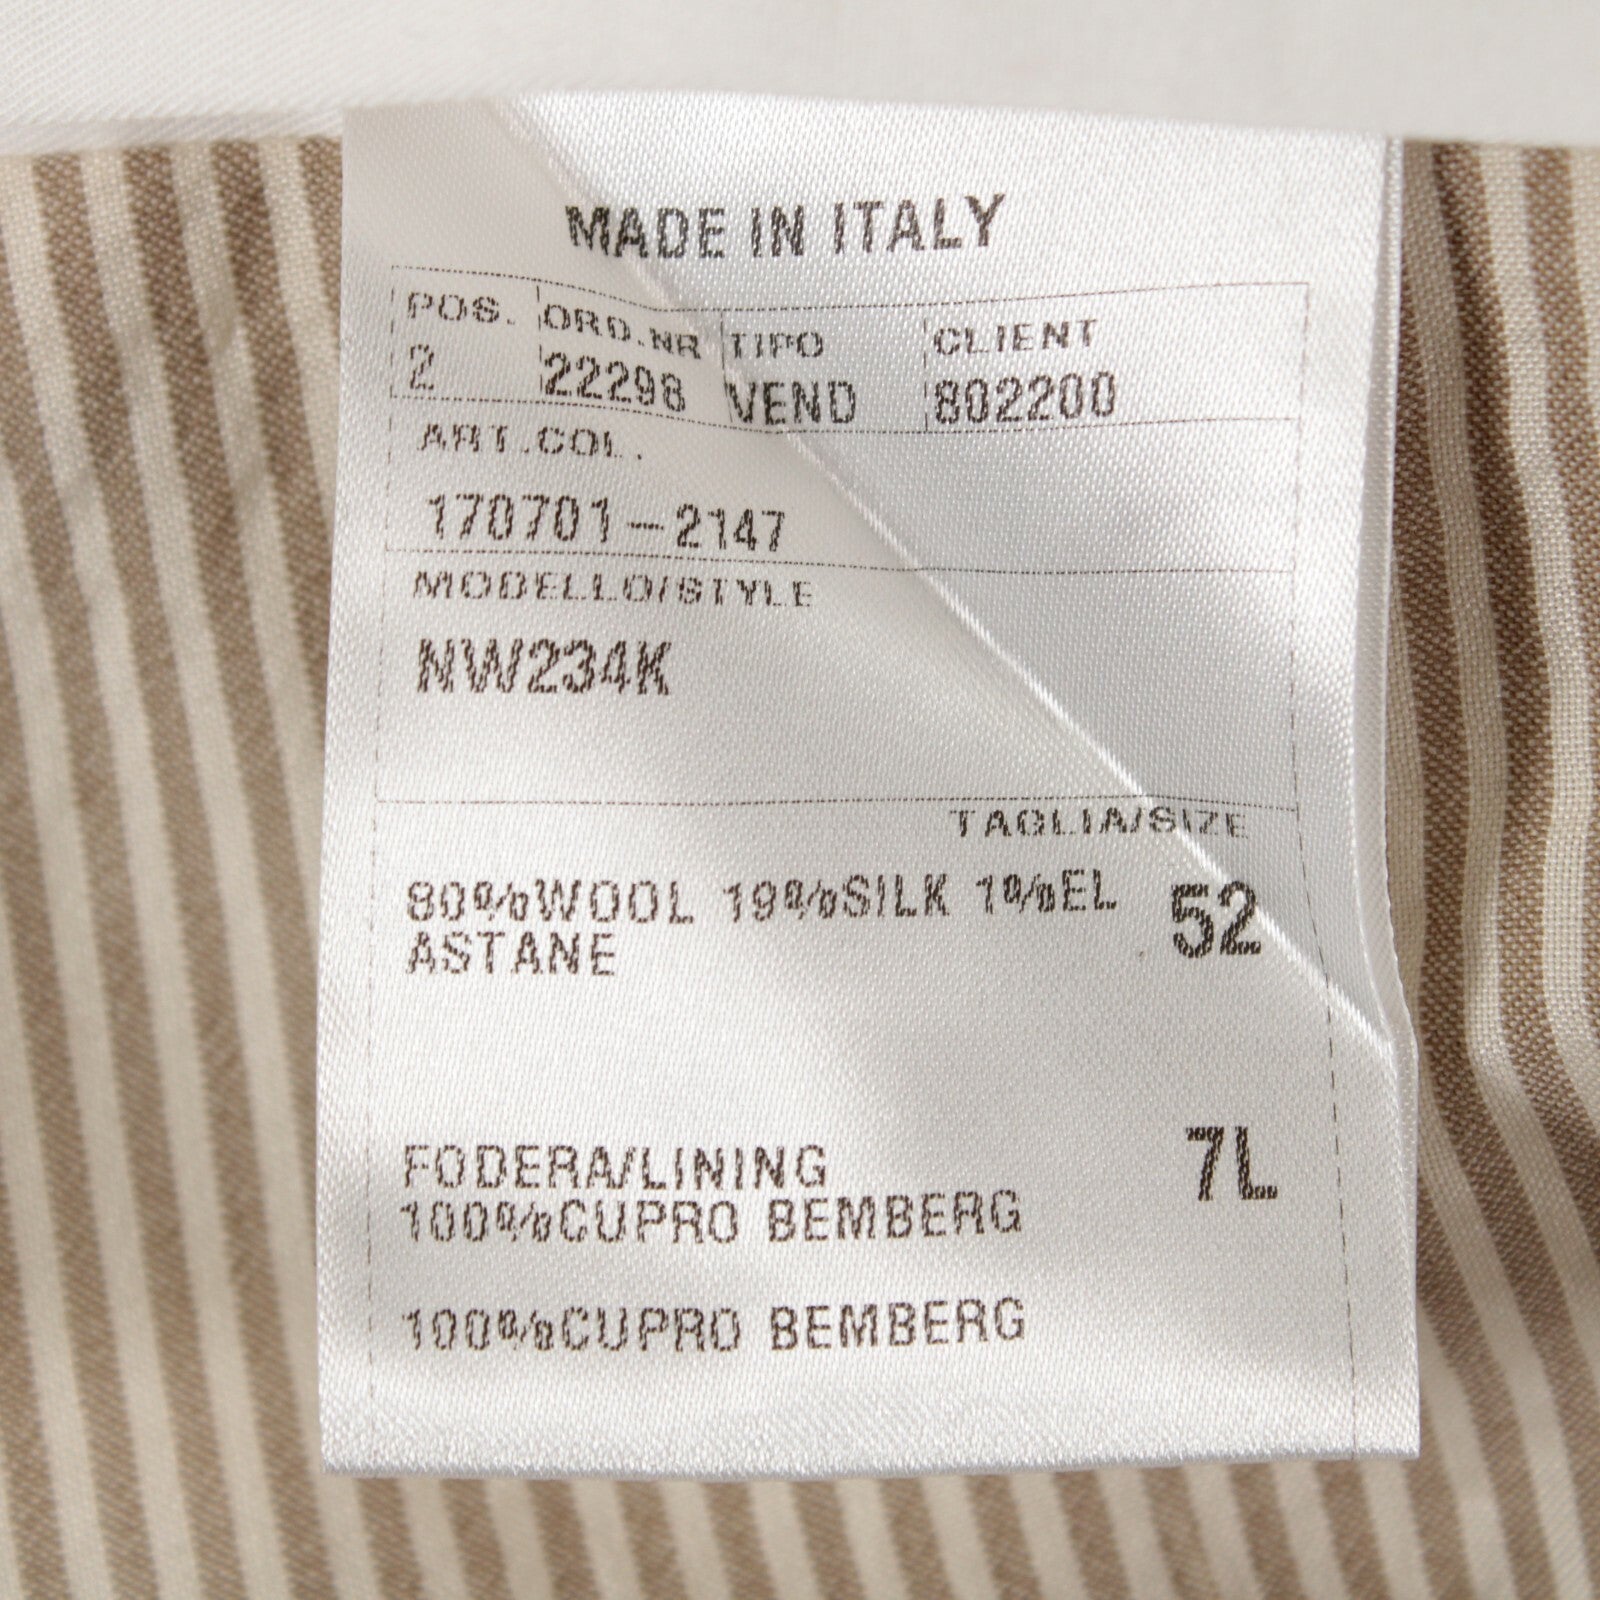 MADE IN ITALY
POS. ORD.NR TIPO CLIENT
2 22298 VEND 802200
ART.COL.
170701-2147
MODELLO/STYLE
NW234K
TAGLIA/SIZE
80%WOOL 19%SILK 1%EL 52
ASTANE
7L
FODERA/LINING
100%CUPRO BEMBERG
100%CUPRO BEMBERG